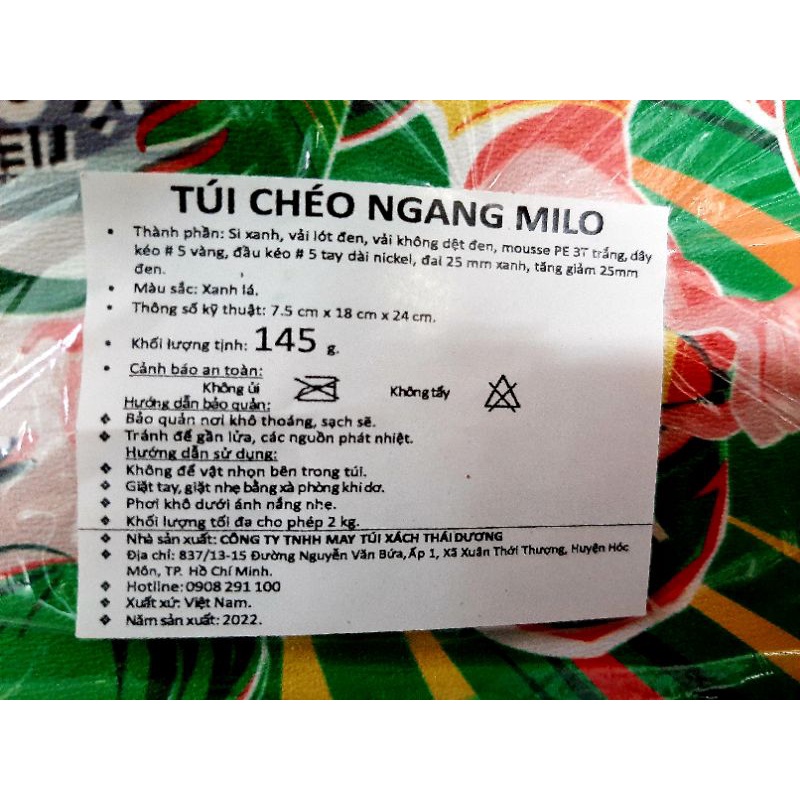 TÚI CHÉO NGANG MILO
• Thành phần: Si xanh, vải lót đen, vải không dệt đen, mousse PE 3T trắng, dây
kéo # 5 vàng, đầu kéo # 5 tay dài nickel, đai 25 mm xanh, tăng giảm 25mm
đen.
• Màu sắc: Xanh lá.
• Thông số kỹ thuật: 7.5 cm x 18 cm x 24 cm.
• Khối lượng tịnh: 145 g.
• Cảnh báo an toàn:
Không ủi Không tẩy
Hướng dẫn bảo quản:
❖ Bảo quản nơi khô thoáng, sạch sẽ.
❖ Tránh để gần lửa, các nguồn phát nhiệt.
Hướng dẫn sử dụng:
❖ Không để vật nhọn bên trong túi.
❖ Giặt tay, giặt nhẹ bằng xà phòng khi dơ.
❖ Phơi khô dưới ánh nắng nhẹ.
❖ Khối lượng tối đa cho phép 2 kg.
❖ Nhà sản xuất: CÔNG TY TNHH MAY TÚI XÁCH THÁI DƯƠNG
❖ Địa chỉ: 837/13-15 Đường Nguyễn Văn Bứa, Ấp 1, Xã Xuân Thới Thượng, Huyện Hóc
Môn, TP. Hồ Chí Minh.
❖ Hotline: 0908 291 100
❖ Xuất xứ: Việt Nam.
❖ Năm sản xuất: 2022.